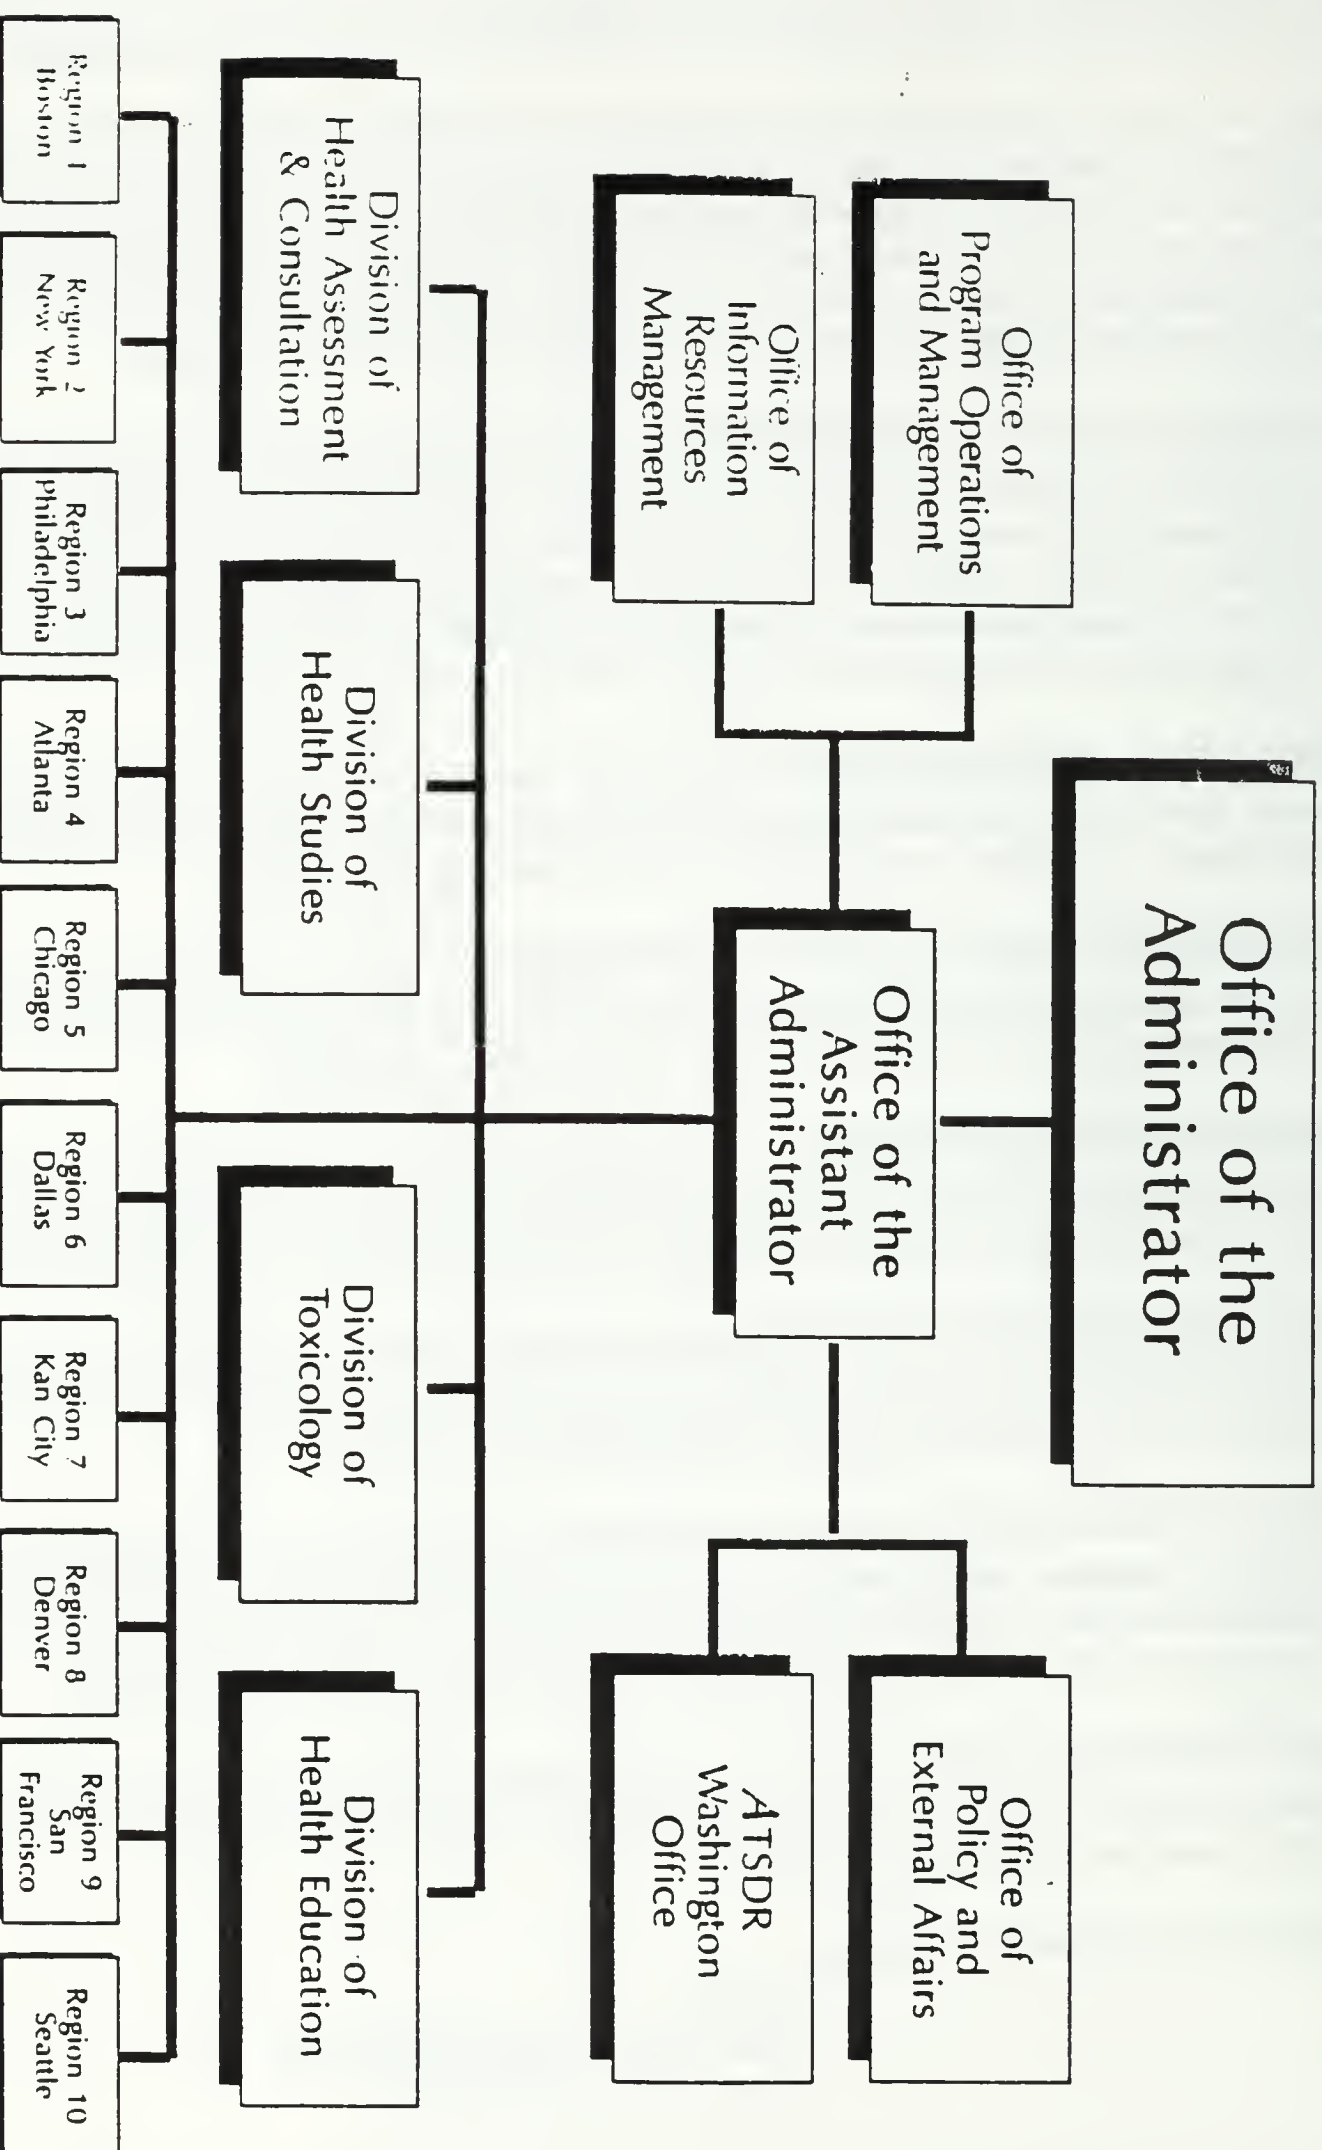 Office of the
Administrator
Office of
Program Operations
and Management
Office of the
Assistant
Administrator
Office of
Policy and
External Affairs
Office of
Information
Resources
Management
ATSDR
Washington
Office
Division of
Health Assessment
& Consultation
Division of
Health Studies
Division of
Toxicology
Division of
Health Education
Region 1
Boston
Region 2
New York
Region 3
Philadelphia
Region 4
Atlanta
Region 5
Chicago
Region 6
Dallas
Region 7
Kan City
Region 8
Denver
Region 9
San
Francisco
Region 10
Seattle